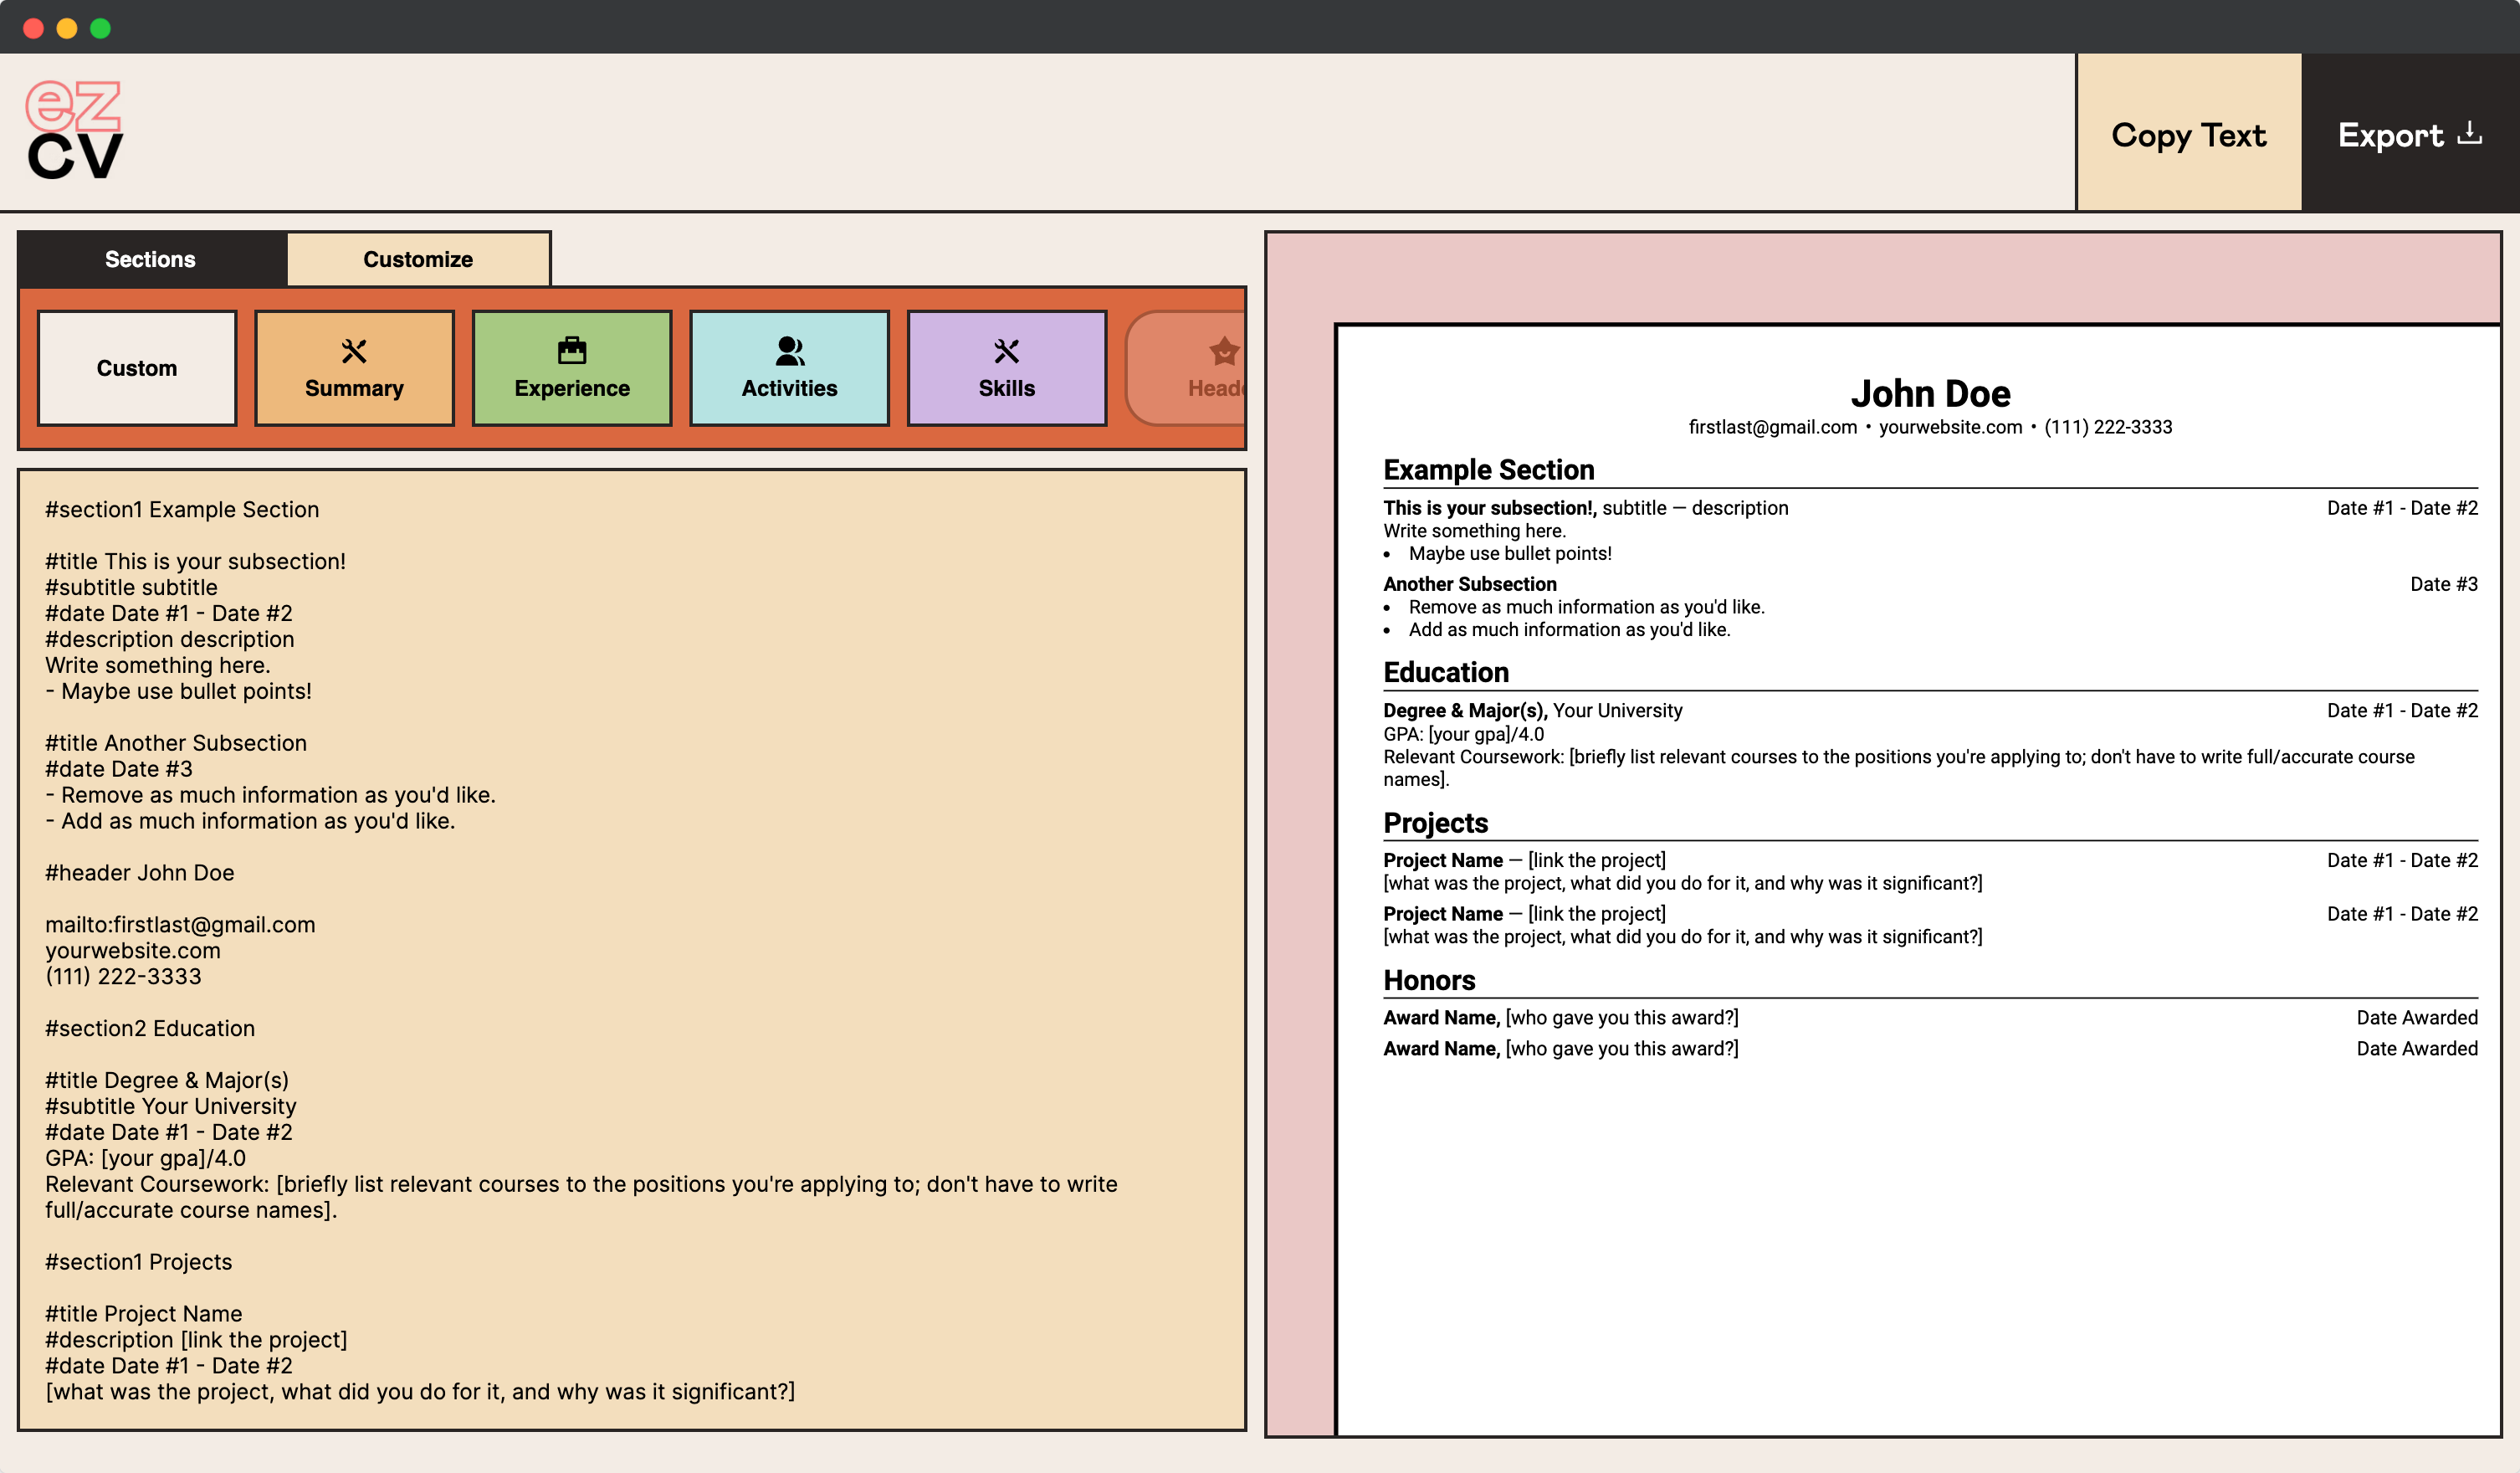 ez
CV
Copy Text
Export
Sections
Customize
Custom
Summary
Experience
Activities
Skills
#section1 Example Section
#title This is your subsection!
#subtitle subtitle
#date Date #1 - Date #2
#description description
Write something here.
- Maybe use bullet points!
#title Another Subsection
#date Date #3
- Remove as much information as you'd like.
- Add as much information as you'd like.
#header John Doe
mailto:firstlast@gmail.com
yourwebsite.com
(111) 222-3333
#section2 Education
#title Degree & Major(s)
#subtitle Your University
#date Date #1 - Date #2
GPA: [your gpa]/4.0
Relevant Coursework: [briefly list relevant courses to the positions you're applying to; don't have to write
full/accurate course names].
#section1 Projects
#title Project Name
#description [link the project]
#date Date #1 - Date #2
[what was the project, what did you do for it, and why was it significant?]
John Doe
firstlast@gmail.com • yourwebsite.com • (111) 222-3333
Example Section
This is your subsection!, subtitle — description Date #1 - Date #2
Write something here.
• Maybe use bullet points!
Another Subsection Date #3
• Remove as much information as you'd like.
• Add as much information as you'd like.
Education
Degree & Major(s), Your University Date #1 - Date #2
GPA: [your gpa]/4.0
Relevant Coursework: [briefly list relevant courses to the positions you're applying to; don't have to write full/accurate course
names].
Projects
Project Name — [link the project] Date #1 - Date #2
[what was the project, what did you do for it, and why was it significant?]
Project Name — [link the project] Date #1 - Date #2
[what was the project, what did you do for it, and why was it significant?]
Honors
Award Name, [who gave you this award?] Date Awarded
Award Name, [who gave you this award?] Date Awarded